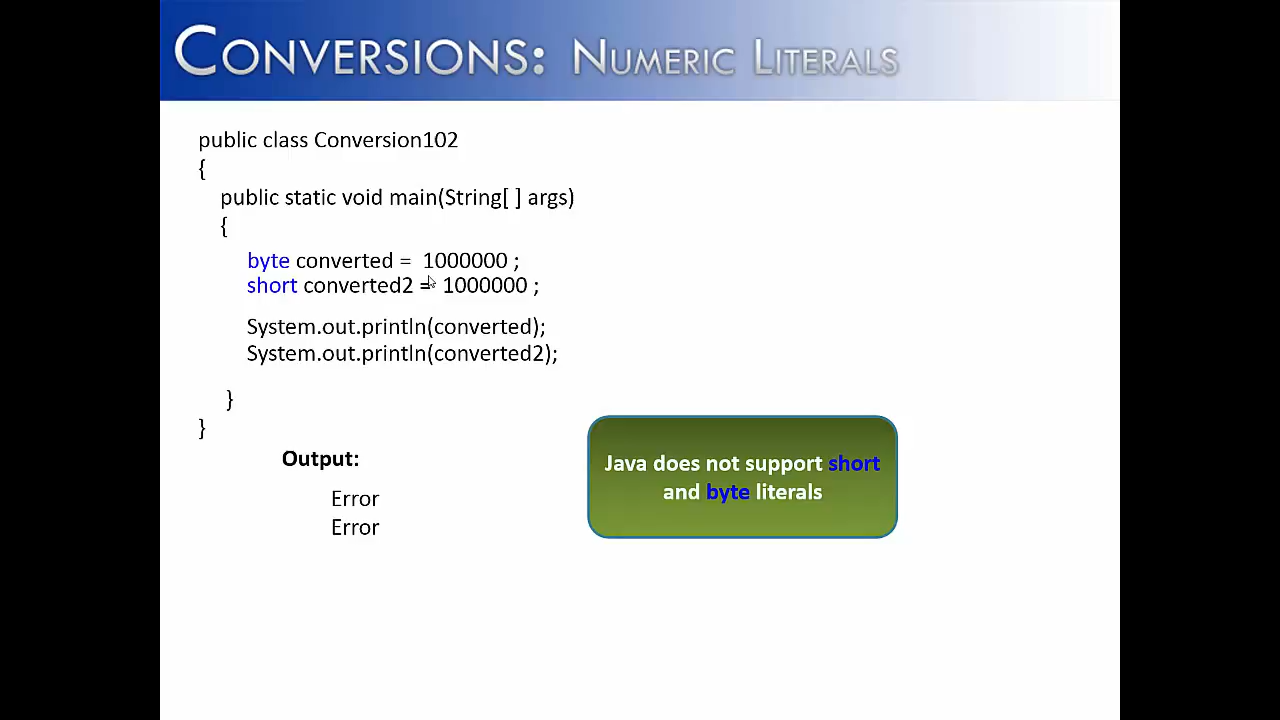 CONVERSIONS: NUMERIC LITERALS
public class Conversion102
{
public static void main(String[ ] args)
{
byte converted = 1000000 ;
short converted2 = 1000000 ;
System.out.println(converted);
System.out.println(converted2);
}
}
Output:
Error
Error
Java does not support short
and byte literals